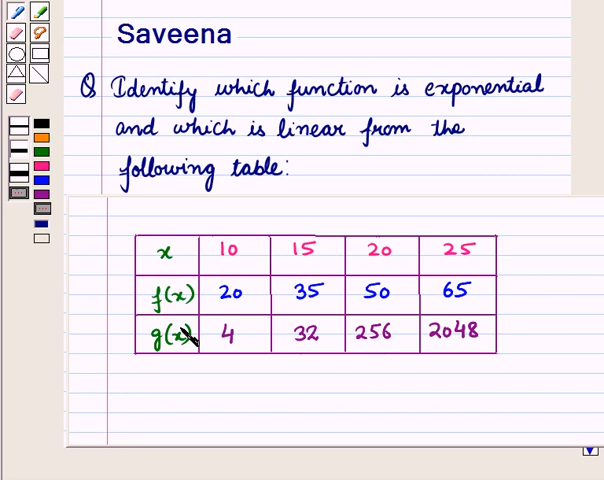 Saveena
Q Identify which function is exponential
and which is linear from the
following table:
x 10 15 20 25
f(x) 20 35 50 65
g(x) 4 32 256 2048